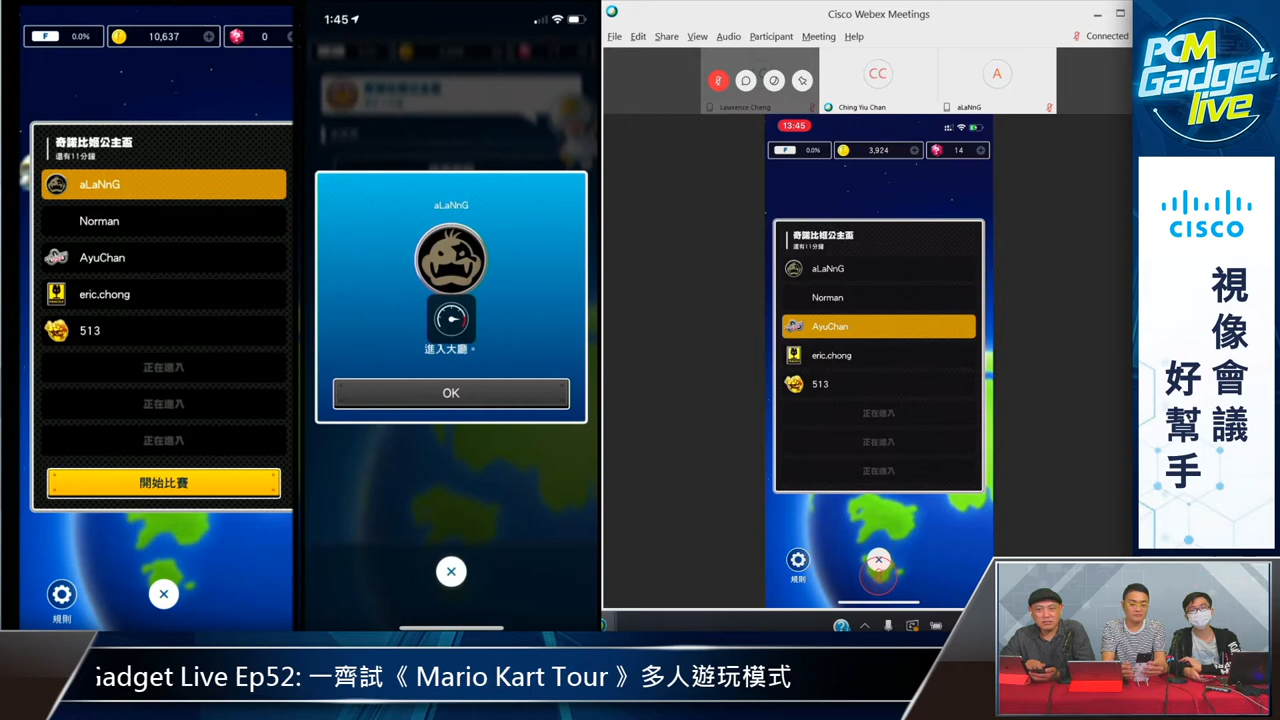 F 0.0%
10,637
0
奇諾比姬公主盃
還有11分鐘
aLaNnG
Norman
AyuChan
eric.chong
513
正在進入
正在進入
正在進入
開始比賽
規則
1:45
aLaNnG
進入大廳。
OK
Cisco Webex Meetings
File Edit Share View Audio Participant Meeting Help
Connected
Lawrence Cheng
CC
Ching Yiu Chan
A
aLaNnG
13:45
F 0.0%
3,924
14
奇諾比姬公主盃
還有11分鐘
aLaNnG
Norman
AyuChan
eric.chong
513
正在進入
正在進入
正在進入
規則
PCM
Gadget
live
CISCO
視像會議
好幫手
Gadget Live Ep52: 一齊試《 Mario Kart Tour 》多人遊玩模式